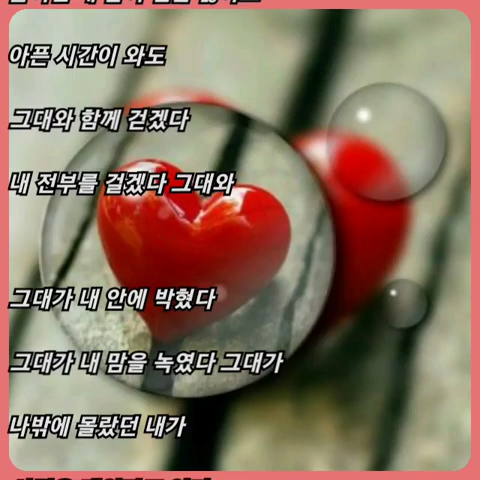 아픈 시간이 와도
그대와 함께 걷겠다
내 전부를 걸겠다 그대와
그대가 내 안에 박혔다
그대가 내 맘을 녹였다 그대가
나밖에 몰랐던 내가